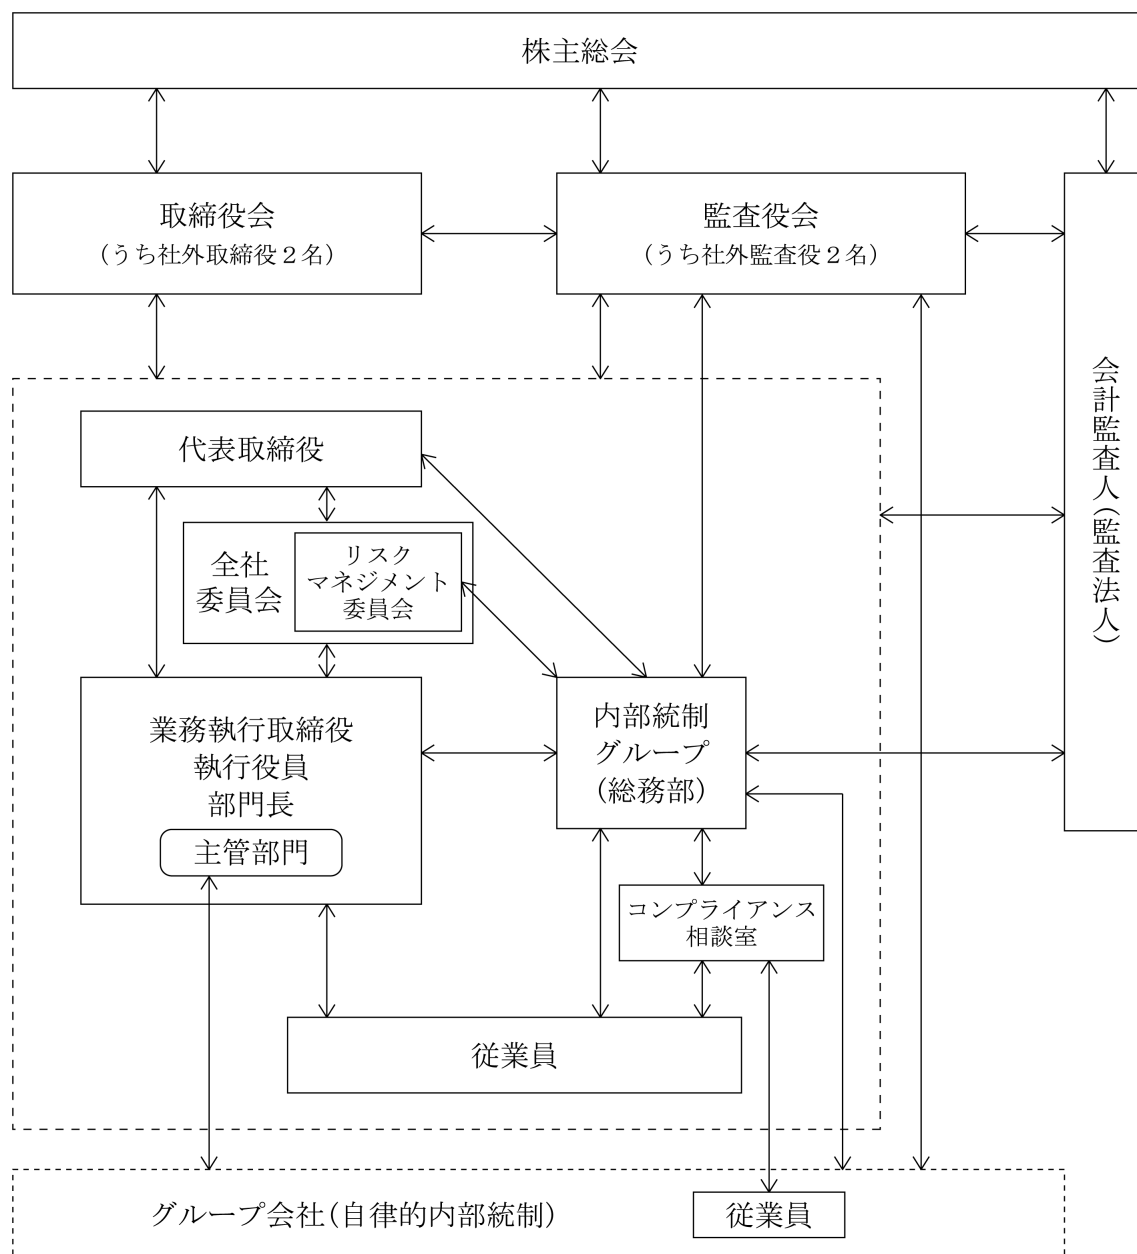 株主総会
取締役会
(うち社外取締役2名)
監査役会
(うち社外監査役2名)
会計監査人(監査法人)
代表取締役
全社
委員会
リスク
マネジメント
委員会
業務執行取締役
執行役員
部門長
主管部門
内部統制
グループ
(総務部)
コンプライアンス
相談室
従業員
グループ会社(自律的内部統制)
従業員